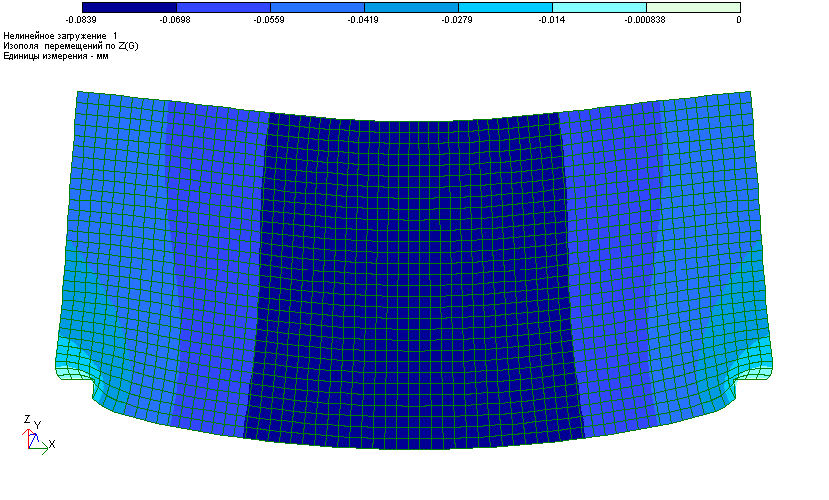 -0.0839 -0.0698 -0.0559 -0.0419 -0.0279 -0.014 -0.000838 0
Нелинейное загружение 1
Изополя перемещений по Z(G)
Единицы измерения - мм
Z
Y
X